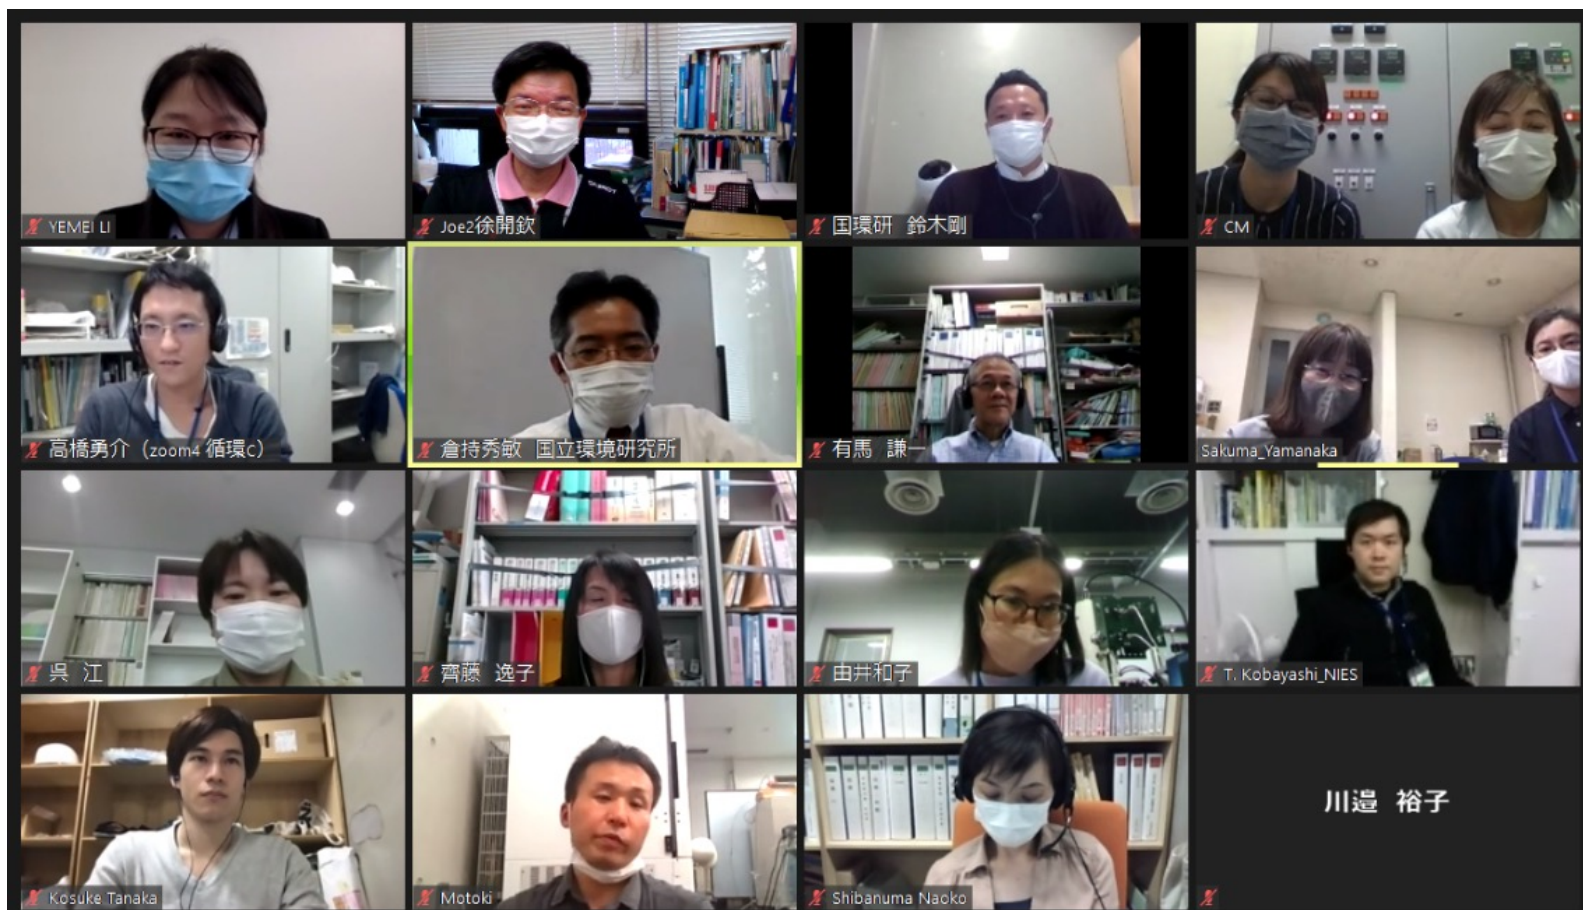 YEMEI LI
Joe2徐開欽
国環研 鈴木剛
CM
高橋勇介（zoom4 循環C）
倉持秀敏 国立環境研究所
有馬 謙一
Sakuma_Yamanaka
呉 江
齊藤 逸子
由井和子
T. Kobayashi_NIES
Kosuke Tanaka
Motoki
Shibanuma Naoko
川邉 裕子